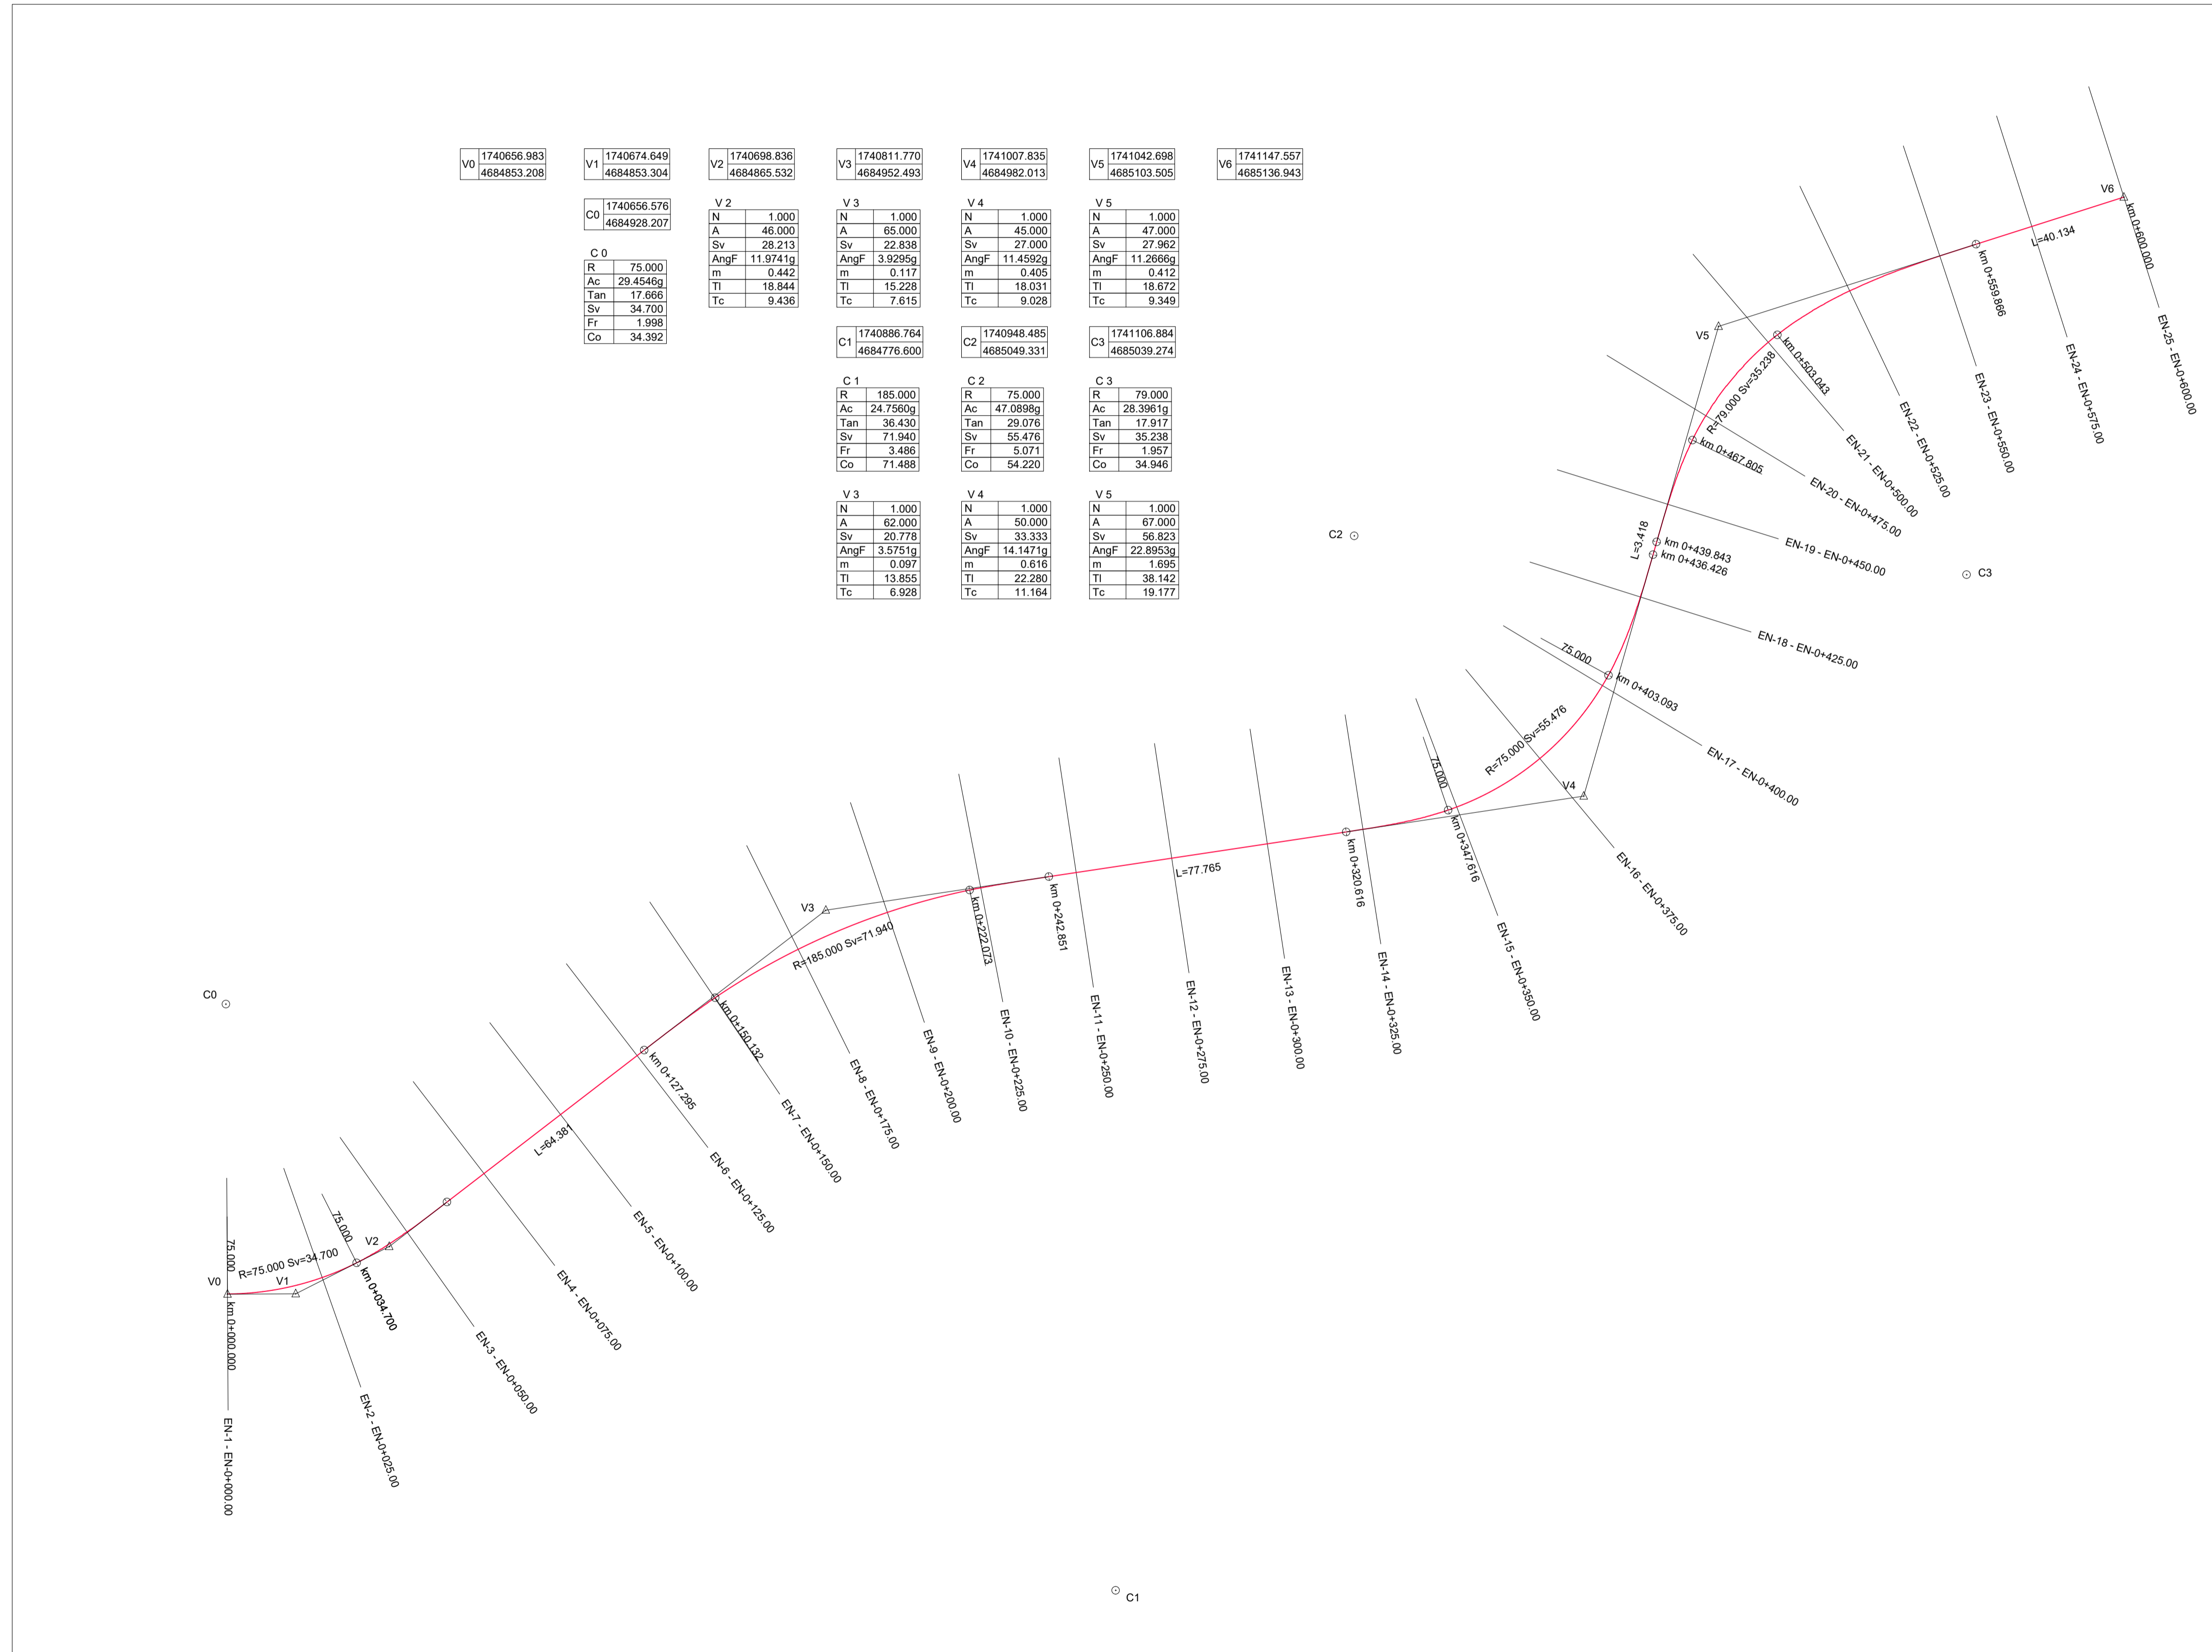 V0 1740656.983
4684853.208
V1 1740674.649
4684853.304
V2 1740698.836
4684865.532
V3 1740811.770
4684952.493
V4 1741007.835
4684982.013
V5 1741042.698
4685103.505
V6 1741147.557
4685136.943
C0 1740656.576
4684928.207
C 0
R 75.000
Ac 29.4546g
Tan 17.666
Sv 34.700
Fr 1.998
Co 34.392
V 2
N 1.000
A 46.000
Sv 28.213
AngF 11.9741g
m 0.442
Tl 18.844
Tc 9.436
V 3
N 1.000
A 65.000
Sv 22.838
AngF 3.9295g
m 0.117
Tl 15.228
Tc 7.615
V 4
N 1.000
A 45.000
Sv 27.000
AngF 11.4592g
m 0.405
Tl 18.031
Tc 9.028
V 5
N 1.000
A 47.000
Sv 27.962
AngF 11.2666g
m 0.412
Tl 18.672
Tc 9.349
C1 1740886.764
4684776.600
C2 1740948.485
4685049.331
C3 1741106.884
4685039.274
C 1
R 185.000
Ac 24.7560g
Tan 36.430
Sv 71.940
Fr 3.486
Co 71.488
C 2
R 75.000
Ac 47.0898g
Tan 29.076
Sv 55.476
Fr 5.071
Co 54.220
C 3
R 79.000
Ac 28.3961g
Tan 17.917
Sv 35.238
Fr 1.957
Co 34.946
V 3
N 1.000
A 62.000
Sv 20.778
AngF 3.5751g
m 0.097
Tl 13.855
Tc 6.928
V 4
N 1.000
A 50.000
Sv 33.333
AngF 14.1471g
m 0.616
Tl 22.280
Tc 11.164
V 5
N 1.000
A 67.000
Sv 56.823
AngF 22.8953g
m 1.695
Tl 38.142
Tc 19.177
C0
V0
75.000
km 0+000.000
R=75.000 Sv=34.700
V1
EN-1 - EN-0+000.00
EN-2 - EN-0+025.00
75.000
km 0+034.700
V2
EN-3 - EN-0+050.00
EN-4 - EN-0+075.00
L=64.381
EN-5 - EN-0+100.00
km 0+127.295
EN-6 - EN-0+125.00
km 0+150.132
EN-7 - EN-0+150.00
V3
R=185.000 Sv=71.940
EN-8 - EN-0+175.00
EN-9 - EN-0+200.00
km 0+222.073
EN-10 - EN-0+225.00
km 0+242.851
EN-11 - EN-0+250.00
C1
L=77.765
EN-12 - EN-0+275.00
EN-13 - EN-0+300.00
km 0+320.616
EN-14 - EN-0+325.00
75.000
km 0+347.616
EN-15 - EN-0+350.00
R=75.000 Sv=55.476
V4
EN-16 - EN-0+375.00
C2
75.000
km 0+403.093
EN-17 - EN-0+400.00
EN-18 - EN-0+425.00
L=3.418
km 0+439.843
km 0+436.426
EN-19 - EN-0+450.00
C3
km 0+467.805
EN-20 - EN-0+475.00
R=79.000 Sv=35.238
V5
km 0+503.043
EN-21 - EN-0+500.00
EN-22 - EN-0+525.00
EN-23 - EN-0+550.00
km 0+559.866
EN-24 - EN-0+575.00
L=40.134
V6
km 0+600.000
EN-25 - EN-0+600.00